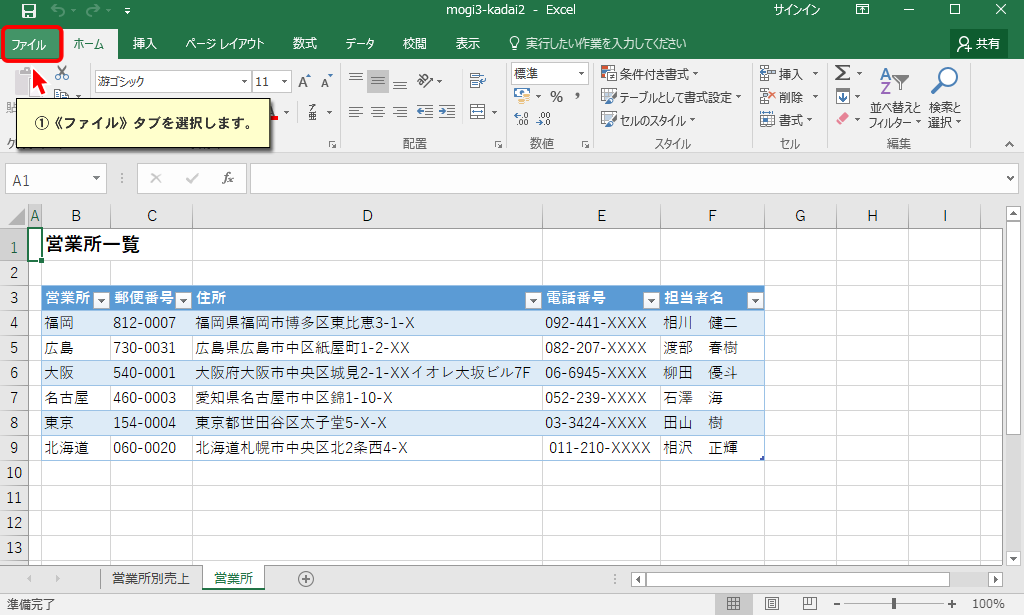 mogi3-kadai2 - Excel サインイン
ファイル ホーム 挿入 ページ レイアウト 数式 データ 校閲 表示 実行したい作業を入力してください 共有
游ゴシック 11 標準 条件付き書式 挿入
% , テーブルとして書式設定 削除 並べ替えと 検索と
セルのスタイル 書式 フィルター 選択
配置 数値 スタイル セル 編集
①《ファイル》タブを選択します。
A1 fx
A B C D E F G H I
1 営業所一覧
2
3 営業所 郵便番号 住所 電話番号 担当者名
4 福岡 812-0007 福岡県福岡市博多区東比恵3-1-X 092-441-XXXX 相川 健二
5 広島 730-0031 広島県広島市中区紙屋町1-2-XX 082-207-XXXX 渡部 春樹
6 大阪 540-0001 大阪府大阪市中央区城見2-1-XXイオレ大坂ビル7F 06-6945-XXXX 柳田 優斗
7 名古屋 460-0003 愛知県名古屋市中区錦1-10-X 052-239-XXXX 石澤 海
8 東京 154-0004 東京都世田谷区太子堂5-X-X 03-3424-XXXX 田山 樹
9 北海道 060-0020 北海道札幌市中央区北2条西4-X 011-210-XXXX 相沢 正輝
10
11
12
13
営業所別売上 営業所
準備完了 100%